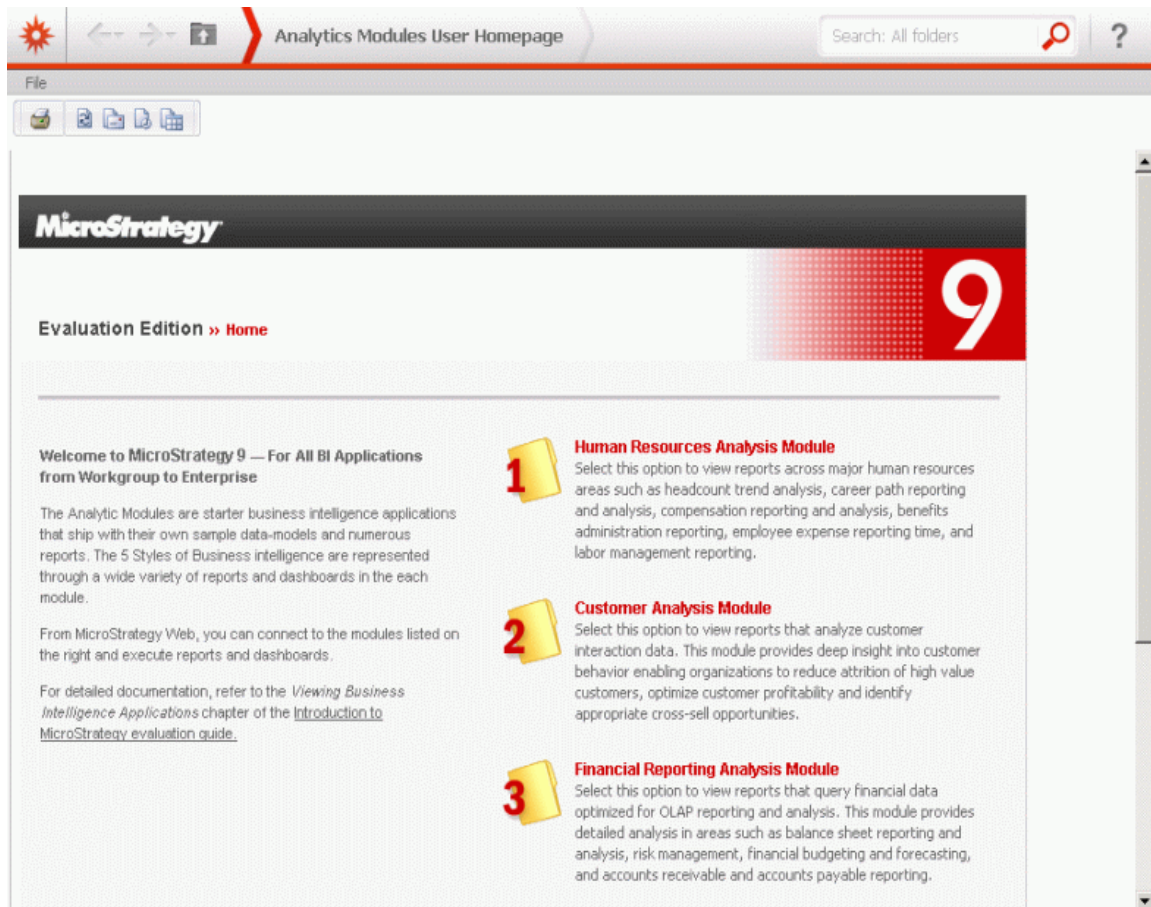 Analytics Modules User Homepage
Search: All folders
?
File
MicroStrategy
9
Evaluation Edition » Home
Welcome to MicroStrategy 9 — For All BI Applications
from Workgroup to Enterprise
The Analytic Modules are starter business intelligence applications
that ship with their own sample data-models and numerous
reports. The 5 Styles of Business intelligence are represented
through a wide variety of reports and dashboards in the each
module.
From MicroStrategy Web, you can connect to the modules listed on
the right and execute reports and dashboards.
For detailed documentation, refer to the Viewing Business
Intelligence Applications chapter of the Introduction to
MicroStrategy evaluation guide.
1
Human Resources Analysis Module
Select this option to view reports across major human resources
areas such as headcount trend analysis, career path reporting
and analysis, compensation reporting and analysis, benefits
administration reporting, employee expense reporting time, and
labor management reporting.
2
Customer Analysis Module
Select this option to view reports that analyze customer
interaction data. This module provides deep insight into customer
behavior enabling organizations to reduce attrition of high value
customers, optimize customer profitability and identify
appropriate cross-sell opportunities.
3
Financial Reporting Analysis Module
Select this option to view reports that query financial data
optimized for OLAP reporting and analysis. This module provides
detailed analysis in areas such as balance sheet reporting and
analysis, risk management, financial budgeting and forecasting,
and accounts receivable and accounts payable reporting.